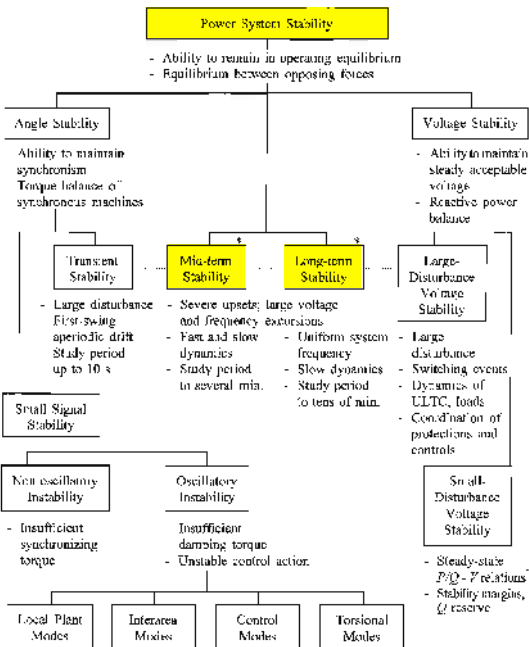 Power System Stability
- Ability to remain in operating equilibrium
- Equilibrium between opposing forces
Angle Stability
Ability to maintain
synchronism
Torque balance of
synchronous machines
Voltage Stability
- Ability to maintain
steady acceptable
voltage
- Reactive power
balance
Transient
Stability
- Large disturbance
First-swing
aperiodic drift
Study period
up to 10 s
Mid-term *
Stability
Long-term *
Stability
- Severe upsets; large voltage
and frequency excursions
- Fast and slow
dynamics
- Study period
to several min.
- Uniform system
frequency
- Slow dynamics
- Study period
to tens of min.
Large-
Disturbance
Voltage
Stability
- Large
disturbance
- Switching events
- Dynamics of
ULTC, loads
- Coordination of
protections and
controls
Small Signal
Stability
Non-oscillatory
Instability
- Insufficient
synchronizing
torque
Oscillatory
Instability
Insufficient
damping torque
- Unstable control action
Small-
Disturbance
Voltage
Stability
- Steady-state
P/Q - V relations
- Stability margins,
Q reserve
Local Plant
Modes
Interarea
Modes
Control
Modes
Torsional
Modes